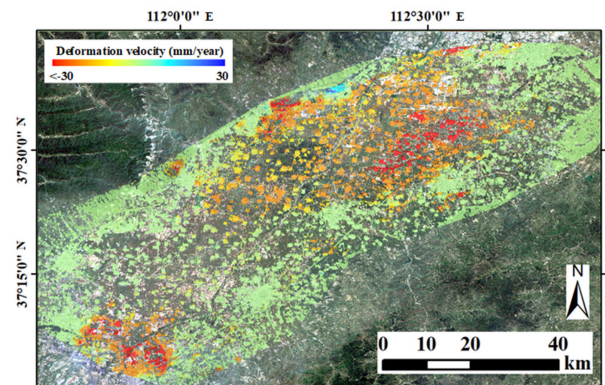 112°0'0" E
112°30'0" E
Deformation velocity (mm/year)
<-30
30
37°30'0" N
37°15'0" N
N
0 10 20 40
km